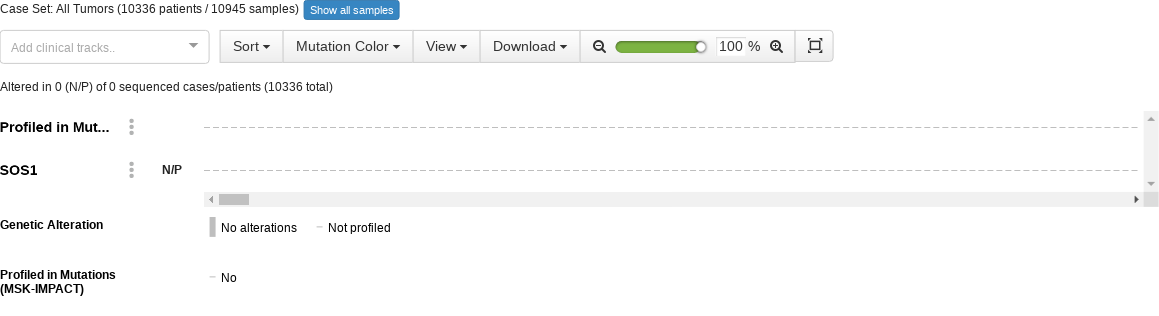 Case Set: All Tumors (10336 patients / 10945 samples) Show all samples
Add clinical tracks.. Sort Mutation Color View Download 100 %
Altered in 0 (N/P) of 0 sequenced cases/patients (10336 total)
Profiled in Mut...
SOS1 N/P
Genetic Alteration No alterations Not profiled
Profiled in Mutations No
(MSK-IMPACT)